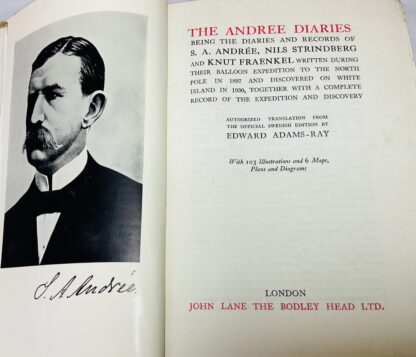 S. A. Andrée.
THE ANDREE DIARIES
BEING THE DIARIES AND RECORDS OF
S. A. ANDRÉE, NILS STRINDBERG
AND KNUT FRAENKEL WRITTEN DURING
THEIR BALLOON EXPEDITION TO THE NORTH
POLE IN 1897 AND DISCOVERED ON WHITE
ISLAND IN 1930, TOGETHER WITH A COMPLETE
RECORD OF THE EXPEDITION AND DISCOVERY
AUTHORIZED TRANSLATION FROM
THE OFFICIAL SWEDISH EDITION BY
EDWARD ADAMS-RAY
With 103 Illustrations and 6 Maps,
Plans and Diagrams
LONDON
JOHN LANE THE BODLEY HEAD LTD.